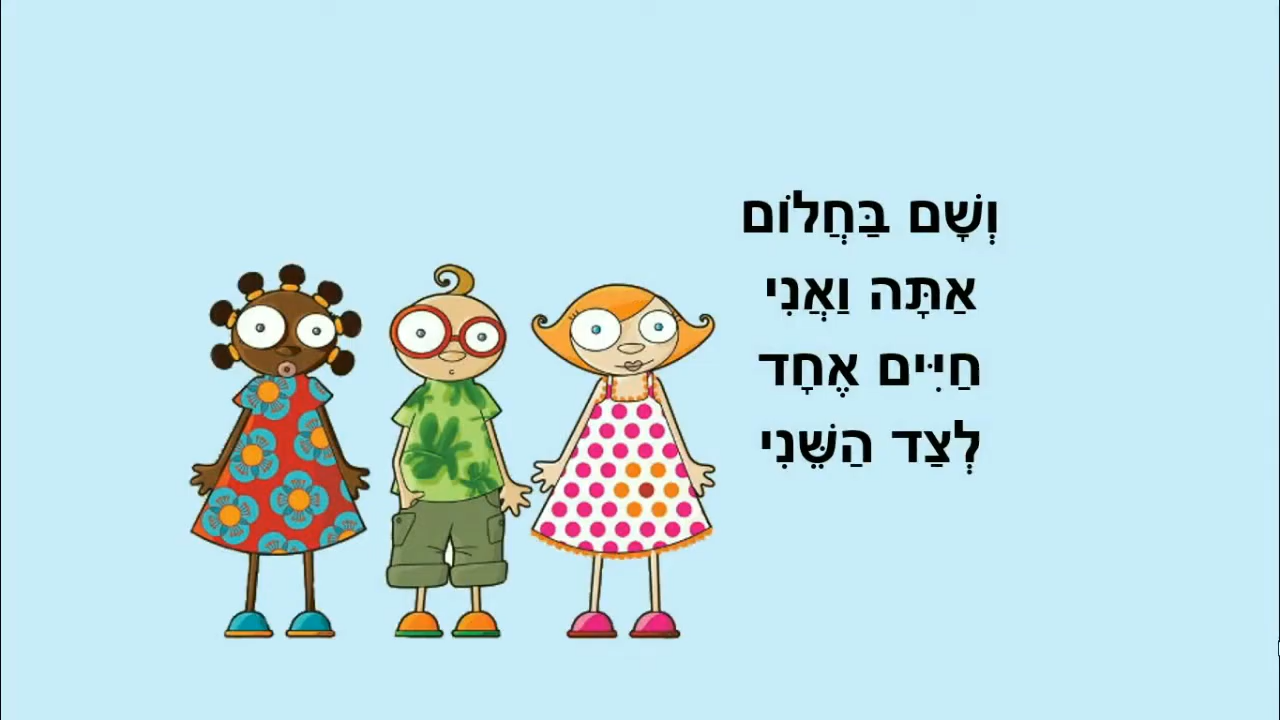 וְשָׁם בַּחֲלוֹם
אַתָּה וַאֲנִי
חַיִּים אֶחָד
לְצַד הַשֵּׁנִי